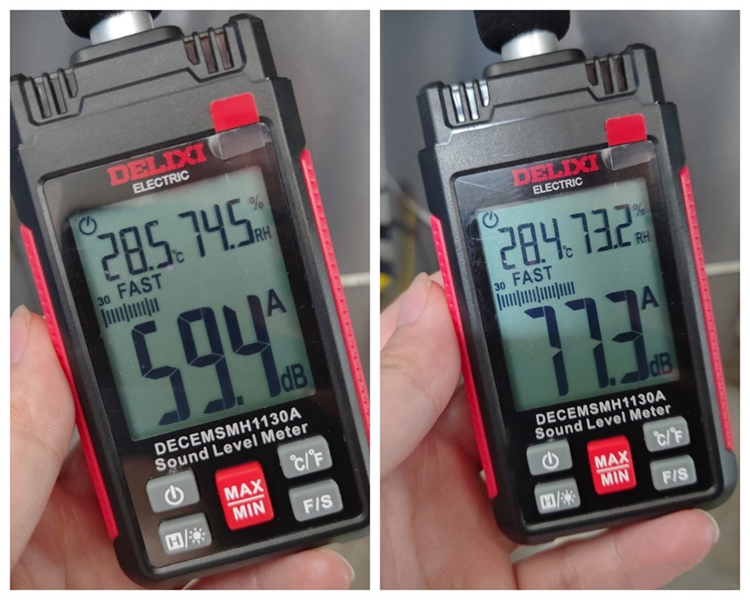 DELIXI
ELECTRIC
28.5°C 74.5% RH
FAST
30
59.4 A dB
DECEMSMH1130A
Sound Level Meter
MAX
MIN
°C/°F
F/S
H/
DELIXI
ELECTRIC
28.4°C 73.2% RH
30 FAST
77.3 A dB
DECEMSMH1130A
Sound Level Meter
MAX
MIN
°C/°F
F/S
H/